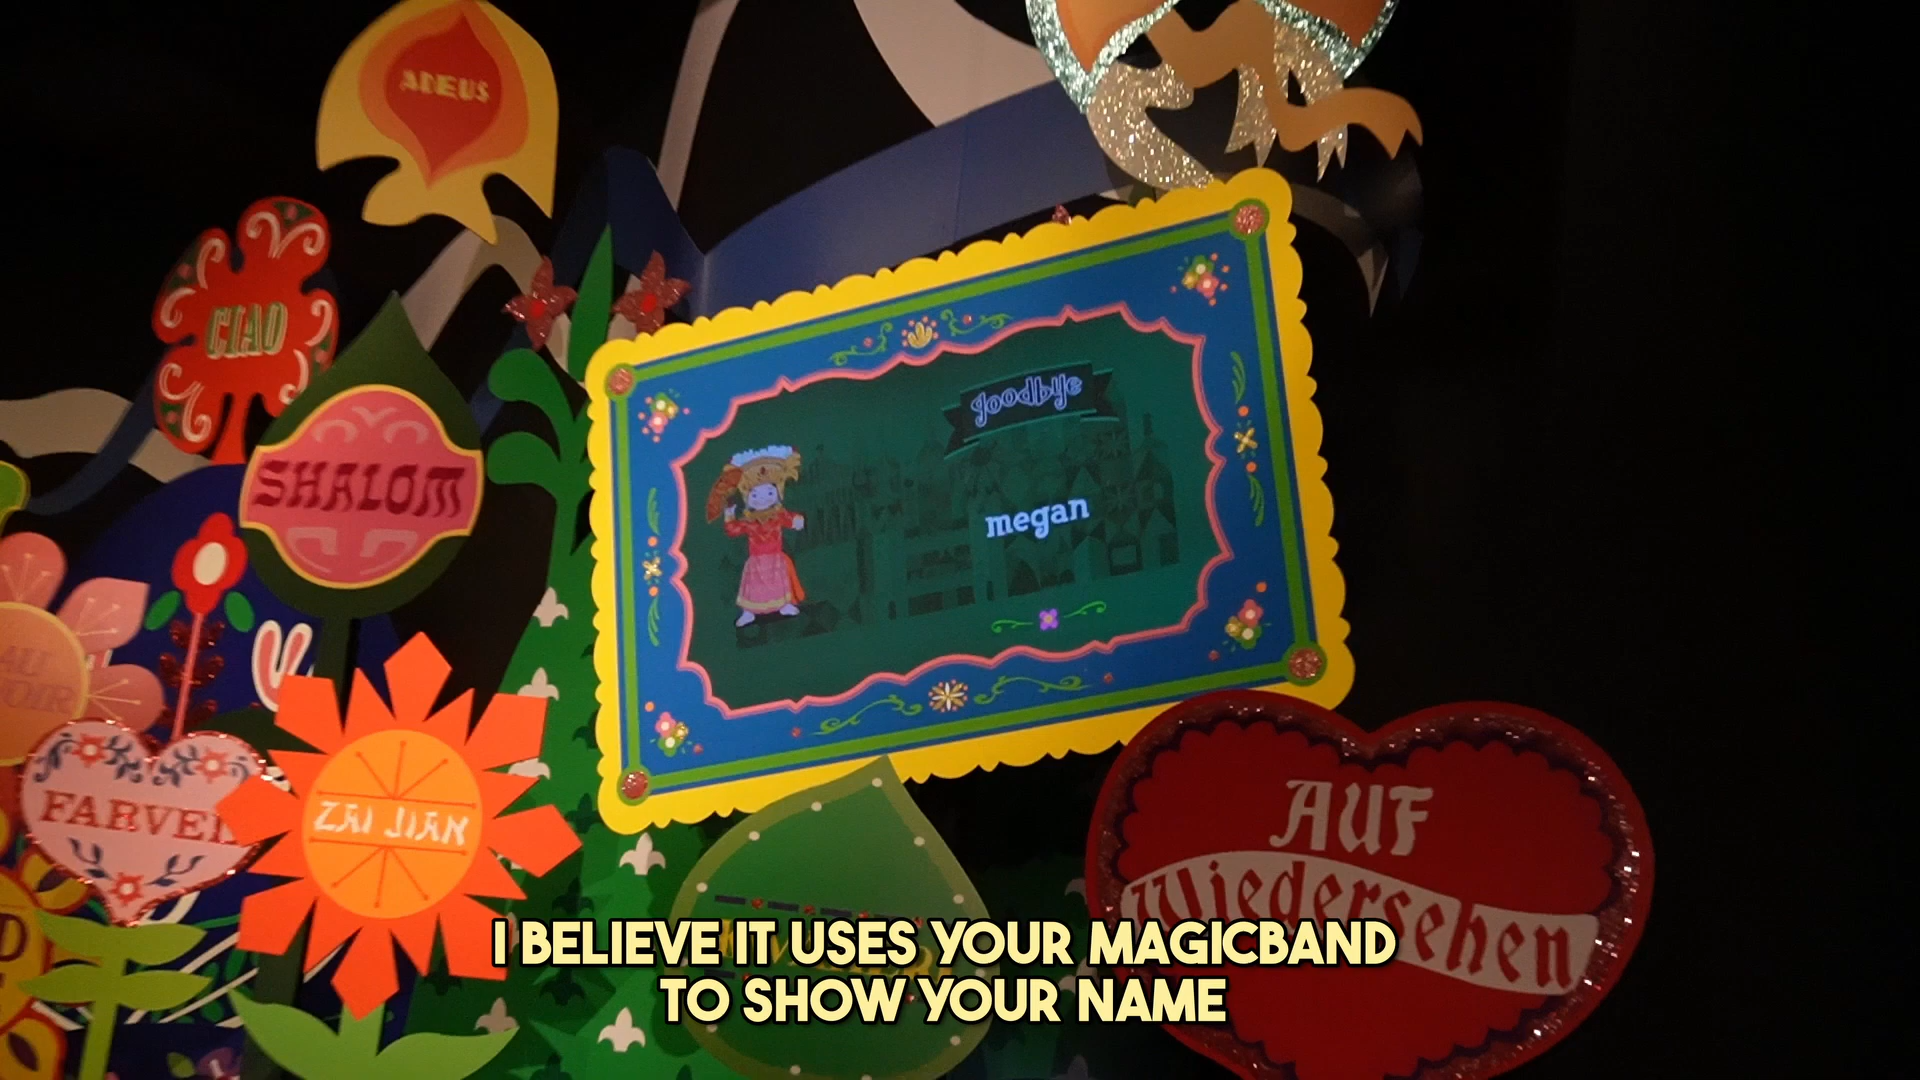 ADEUS
CIAO
SHALOM
goodbye
megan
FARVEL
ZAI JIAN
AUF
Wiedersehen
I BELIEVE IT USES YOUR MAGICBAND
TO SHOW YOUR NAME